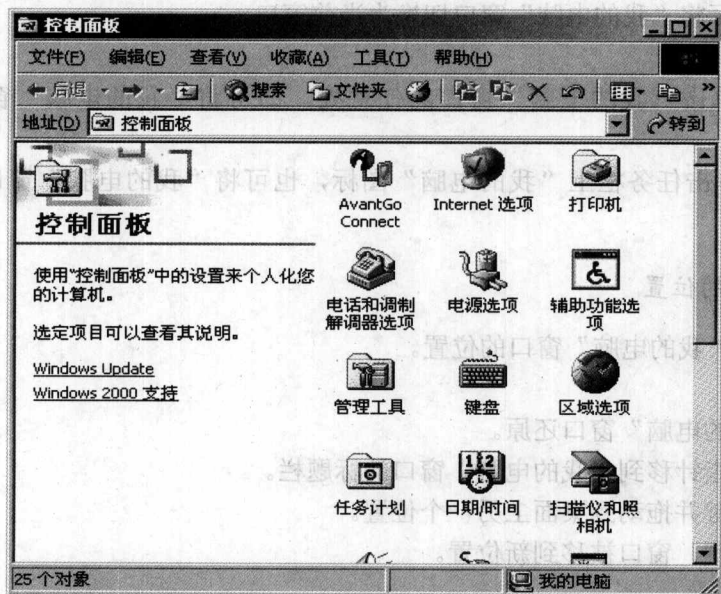 控制面板
文件(F) 编辑(E) 查看(V) 收藏(A) 工具(T) 帮助(H)
后退 搜索 文件夹 »
地址(D) 控制面板 转到
控制面板
使用"控制面板"中的设置来个人化您
的计算机。
选定项目可以查看其说明。
Windows Update
Windows 2000 支持
AvantGo
Connect
Internet 选项
打印机
电话和调制
解调器选项
电源选项
辅助功能选
项
管理工具
键盘
区域选项
任务计划
日期/时间
扫描仪和照
相机
25 个对象
我的电脑